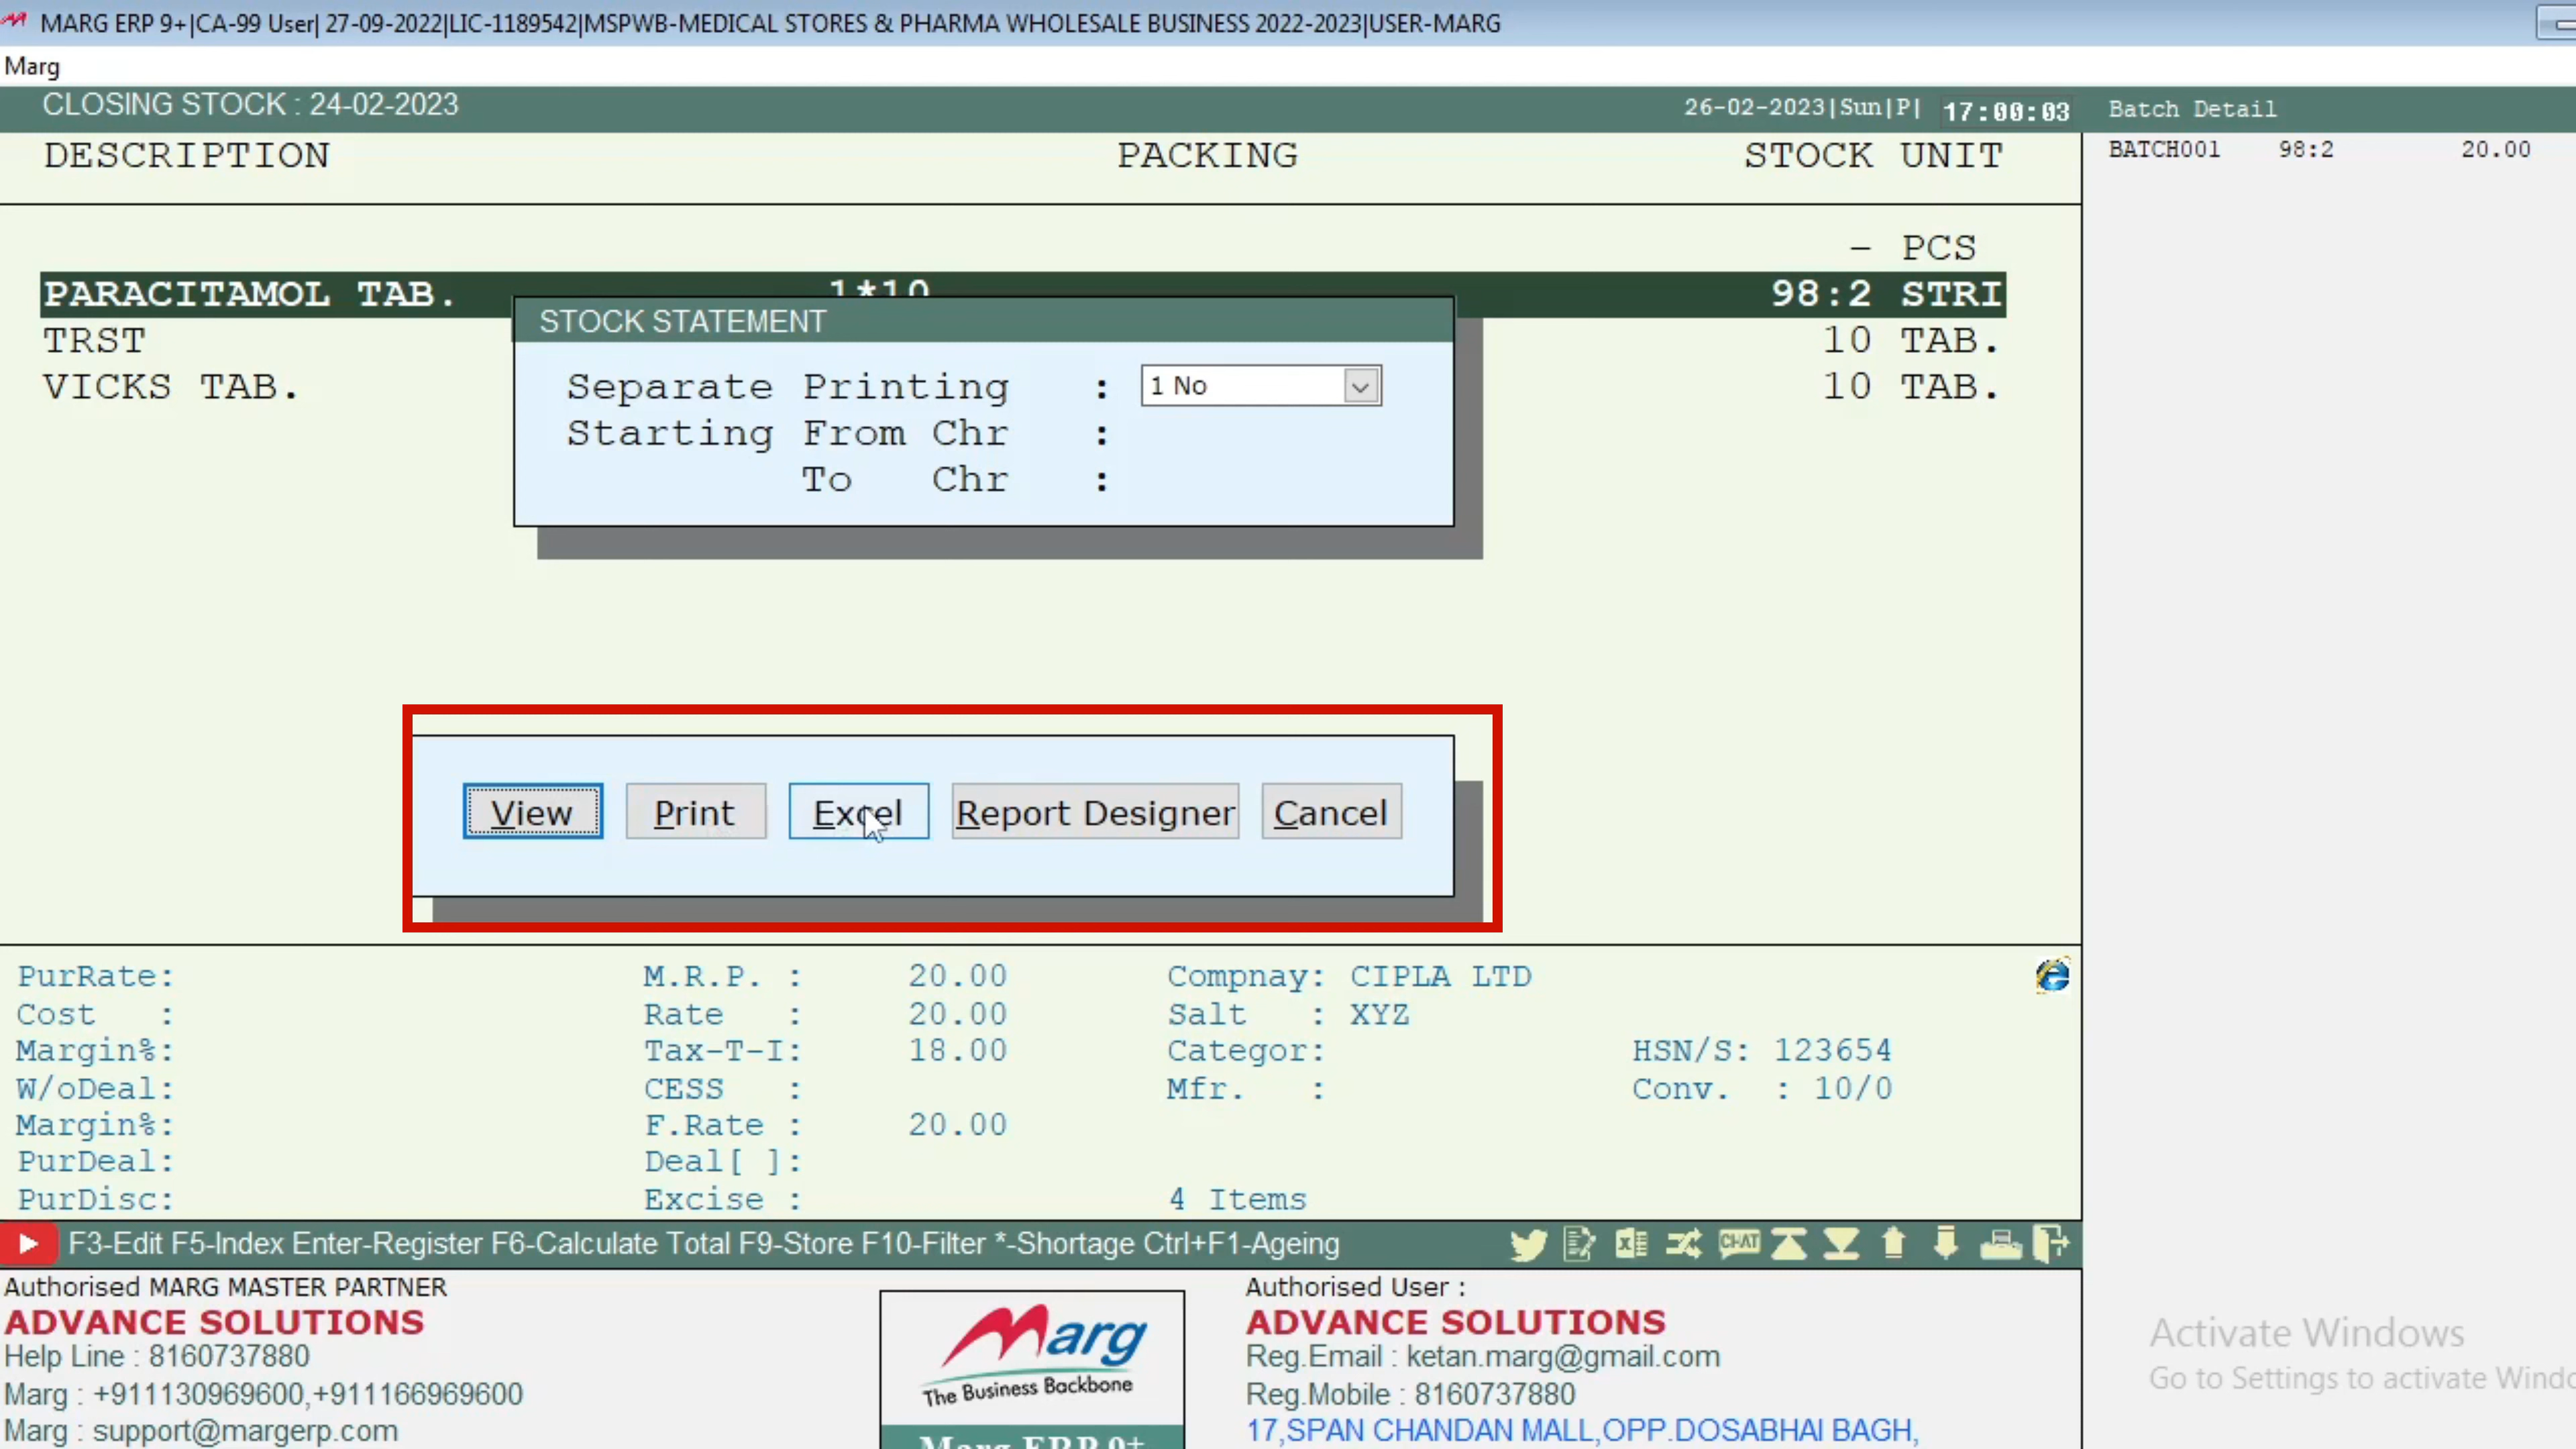 MARG ERP 9+|CA-99 User| 27-09-2022|LIC-1189542|MSPWB-MEDICAL STORES & PHARMA WHOLESALE BUSINESS 2022-2023|USER-MARG
Marg
CLOSING STOCK : 24-02-2023 26-02-2023|Sun|P| 17:00:03 Batch Detail
DESCRIPTION PACKING STOCK UNIT
BATCH001 98:2 20.00
- PCS
PARACITAMOL TAB. 1*10 98:2 STRI
TRST 10 TAB.
VICKS TAB. 10 TAB.
STOCK STATEMENT
Separate Printing : 1 No
Starting From Chr :
To Chr :
View Print Excel Report Designer Cancel
PurRate: M.R.P. : 20.00 Compnay: CIPLA LTD
Cost : Rate : 20.00 Salt : XYZ
Margin%: Tax-T-I: 18.00 Categor: HSN/S: 123654
W/oDeal: CESS : Mfr. : Conv. : 10/0
Margin%: F.Rate : 20.00
PurDeal: Deal[ ]:
PurDisc: Excise : 4 Items
F3-Edit F5-Index Enter-Register F6-Calculate Total F9-Store F10-Filter *-Shortage Ctrl+F1-Ageing CHAT
Authorised MARG MASTER PARTNER
ADVANCE SOLUTIONS
Help Line : 8160737880
Marg : +911130969600,+911166969600
Marg : support@margerp.com
Marg
The Business Backbone
Marg ERP 9+
Authorised User :
ADVANCE SOLUTIONS
Reg.Email : ketan.marg@gmail.com
Reg.Mobile : 8160737880
17,SPAN CHANDAN MALL,OPP.DOSABHAI BAGH,
Activate Windows
Go to Settings to activate Windo